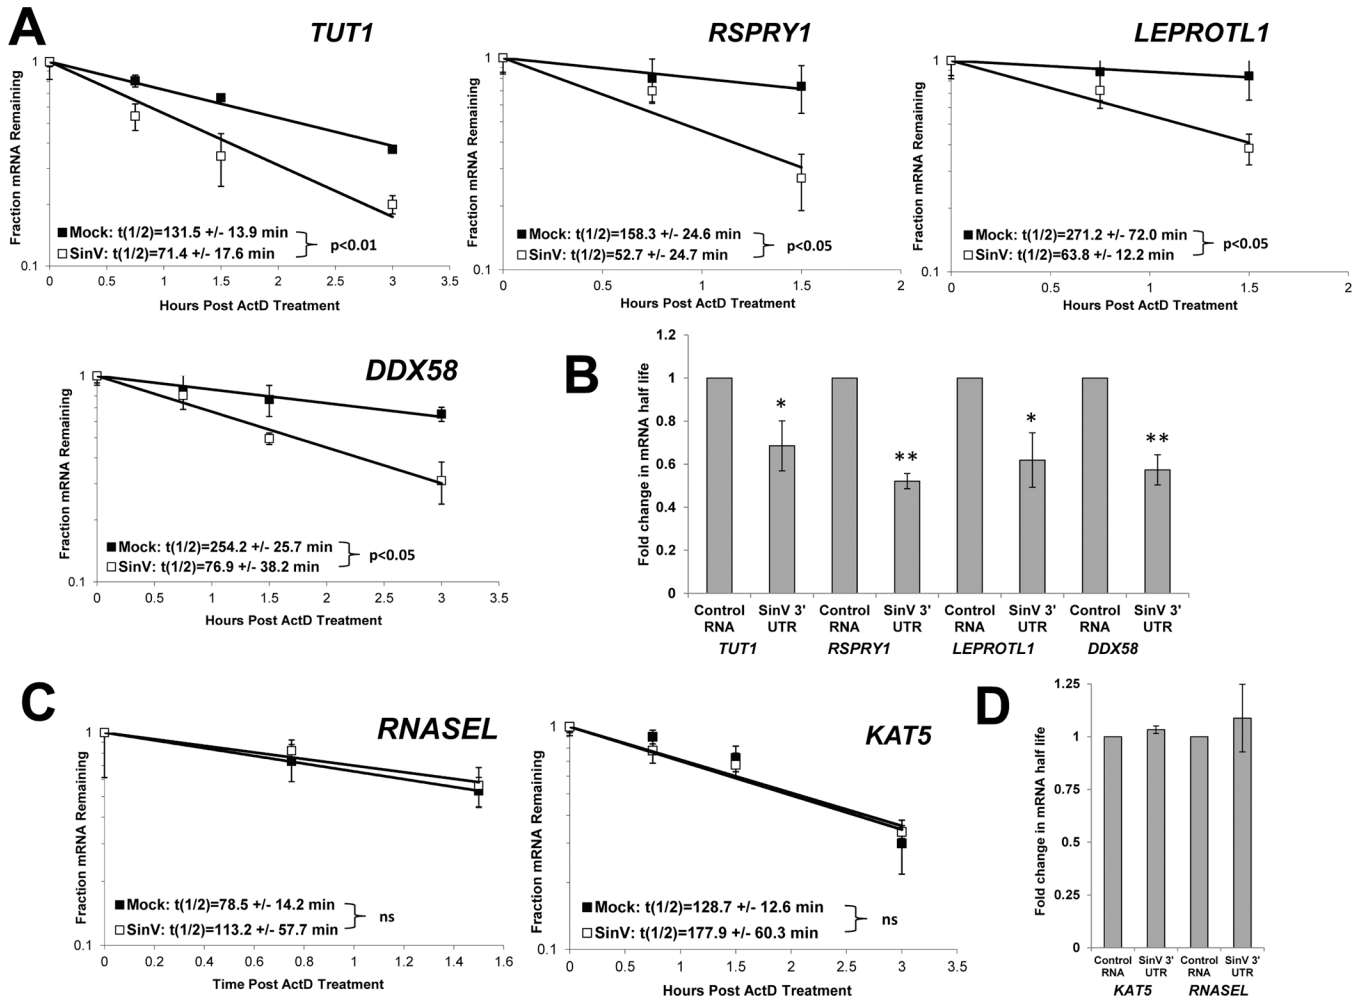 A
TUT1
Fraction mRNA Remaining
1
0.1
■Mock: t(1/2)=131.5 +/- 13.9 min
□SinV: t(1/2)=71.4 +/- 17.6 min
p<0.01
0 0.5 1 1.5 2 2.5 3 3.5
Hours Post ActD Treatment
RSPRY1
Fraction mRNA Remaining
1
0.1
■Mock: t(1/2)=158.3 +/- 24.6 min
□SinV: t(1/2)=52.7 +/- 24.7 min
p<0.05
0 0.5 1 1.5 2
Hours Post ActD Treatment
LEPROTL1
Fraction mRNA Remaining
1
0.1
■Mock: t(1/2)=271.2 +/- 72.0 min
□SinV: t(1/2)=63.8 +/- 12.2 min
p<0.05
0 0.5 1 1.5 2
Hours Post ActD Treatment
DDX58
Fraction mRNA Remaining
1
0.1
■Mock: t(1/2)=254.2 +/- 25.7 min
□SinV: t(1/2)=76.9 +/- 38.2 min
p<0.05
0 0.5 1 1.5 2 2.5 3 3.5
Hours Post ActD Treatment
B
Fold change in mRNA half life
1.2
1
0.8
0.6
0.4
0.2
0
* ** * **
Control SinV 3' Control SinV 3' Control SinV 3' Control SinV 3'
RNA UTR RNA UTR RNA UTR RNA UTR
TUT1 RSPRY1 LEPROTL1 DDX58
C
RNASEL
Fraction mRNA Remaining
1
0.1
■Mock: t(1/2)=78.5 +/- 14.2 min
□SinV: t(1/2)=113.2 +/- 57.7 min
ns
0 0.2 0.4 0.6 0.8 1 1.2 1.4 1.6
Time Post ActD Treatment
KAT5
Fraction mRNA Remaining
1
0.1
■Mock: t(1/2)=128.7 +/- 12.6 min
□SinV: t(1/2)=177.9 +/- 60.3 min
ns
0 0.5 1 1.5 2 2.5 3 3.5
Hours Post ActD Treatment
D
Fold change in mRNA half life
1.25
1
0.75
0.5
0.25
0
Control SinV 3' Control SinV 3'
RNA UTR RNA UTR
KAT5 RNASEL